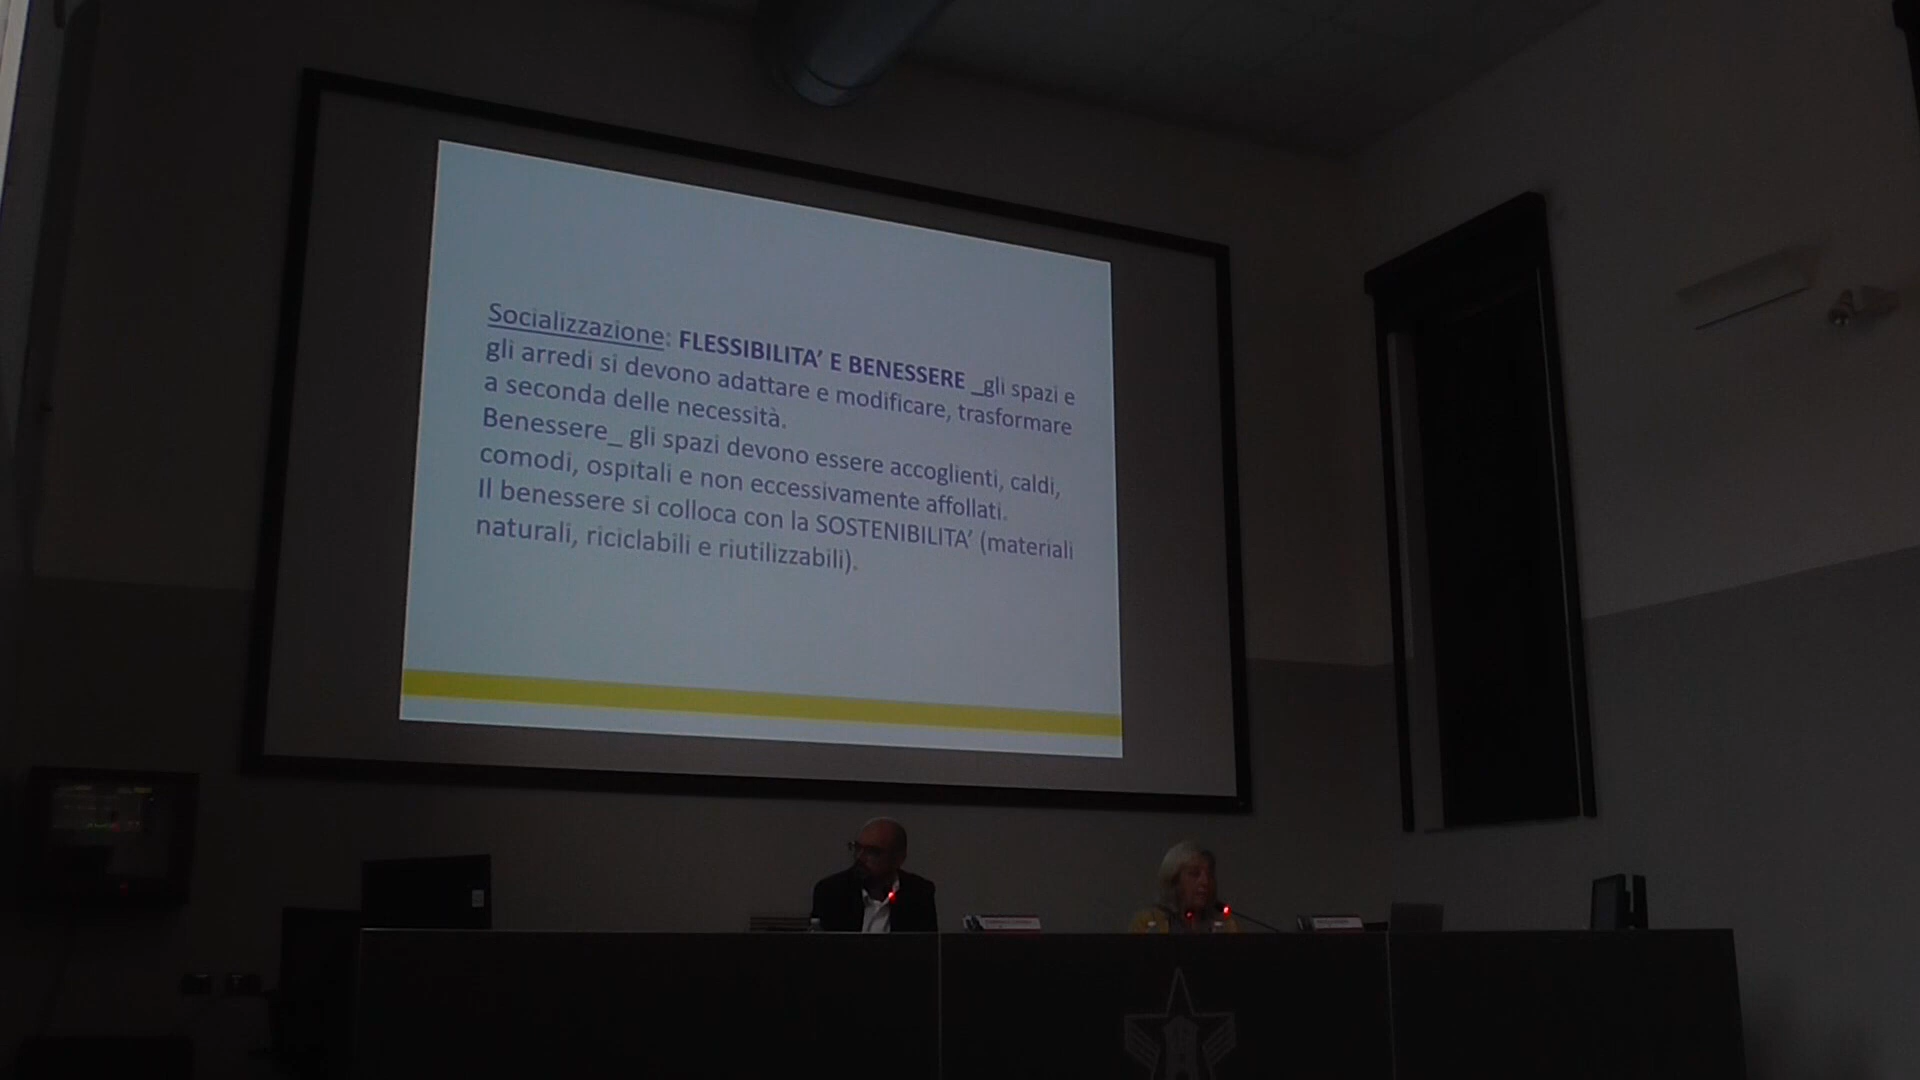 Socializzazione: FLESSIBILITA’ E BENESSERE _gli spazi e
gli arredi si devono adattare e modificare, trasformare
a seconda delle necessità.
Benessere_ gli spazi devono essere accoglienti, caldi,
comodi, ospitali e non eccessivamente affollati.
Il benessere si colloca con la SOSTENIBILITA’ (materiali
naturali, riciclabili e riutilizzabili).